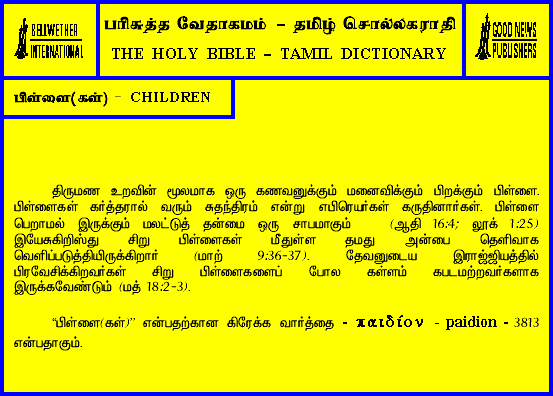 BELLWETHER
INTERNATIONAL
பரிசுத்த வேதாகமம் – தமிழ் சொல்லகராதி
THE HOLY BIBLE – TAMIL DICTIONARY
GOOD NEWS
PUBLISHERS
பிள்ளை(கள்) – CHILDREN
திருமண உறவின் மூலமாக ஒரு கணவனுக்கும் மனைவிக்கும் பிறக்கும் பிள்ளை.
பிள்ளைகள் கர்த்தரால் வரும் சுதந்திரம் என்று எபிரெயர்கள் கருதினார்கள். பிள்ளை
பெறாமல் இருக்கும் மலட்டுத் தன்மை ஒரு சாபமாகும் (ஆதி 16:4; லூக் 1:25)
இயேசுகிறிஸ்து சிறு பிள்ளைகள் மீதுள்ள தமது அன்பை தெளிவாக
வெளிப்படுத்தியிருக்கிறார் (மாற் 9:36-37). தேவனுடைய இராஜ்ஜியத்தில்
பிரவேசிக்கிறவர்கள் சிறு பிள்ளைகளைப் போல கள்ளம் கபடமற்றவர்களாக
இருக்கவேண்டும் (மத் 18:2-3).
“பிள்ளை(கள்)” என்பதற்கான கிரேக்க வார்த்தை - παιδίον - paidion - 3813
என்பதாகும்.